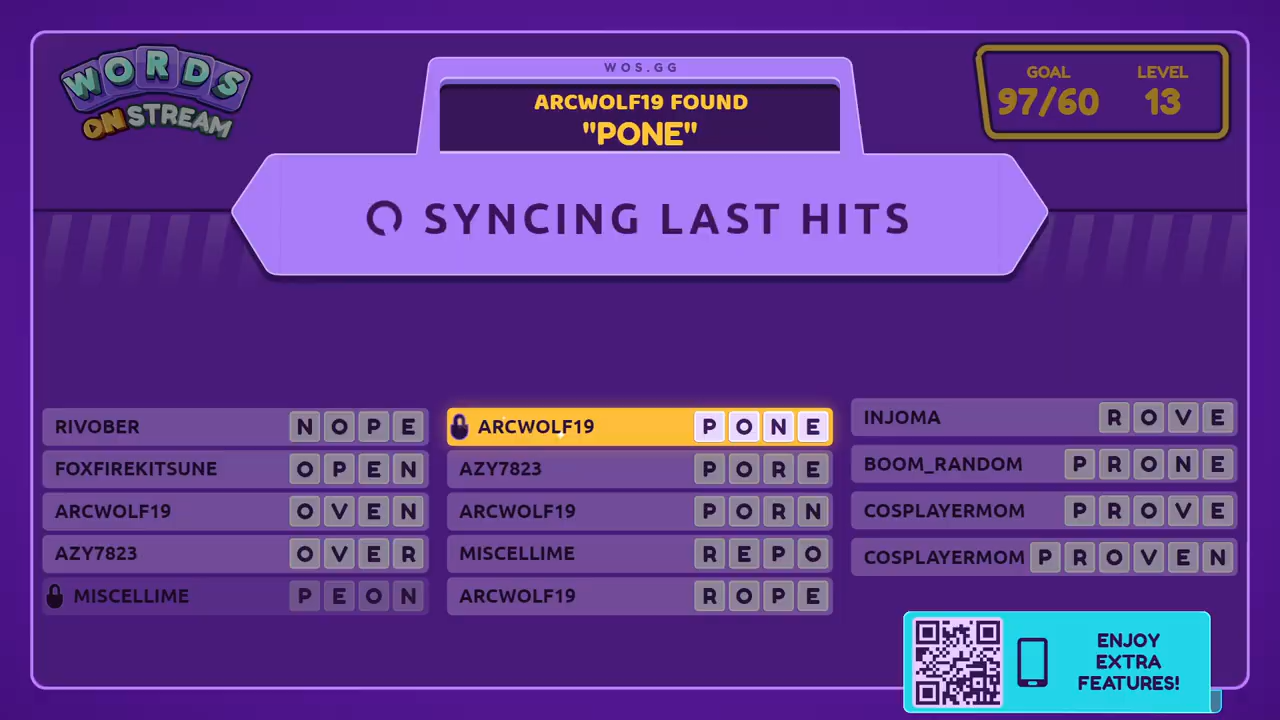 WORDS
ON STREAM
WOS.GG
ARCWOLF19 FOUND
"PONE"
GOAL
97/60
LEVEL
13
SYNCING LAST HITS
RIVOBER NOPE
FOXFIREKITSUNE OPEN
ARCWOLF19 OVEN
AZY7823 OVER
MISCELLIME PEON
ARCWOLF19 PONE
AZY7823 PORE
ARCWOLF19 PORN
MISCELLIME REPO
ARCWOLF19 ROPE
INJOMA ROVE
BOOM_RANDOM PRONE
COSPLAYERMOM PROVE
COSPLAYERMOM PROVEN
ENJOY
EXTRA
FEATURES!